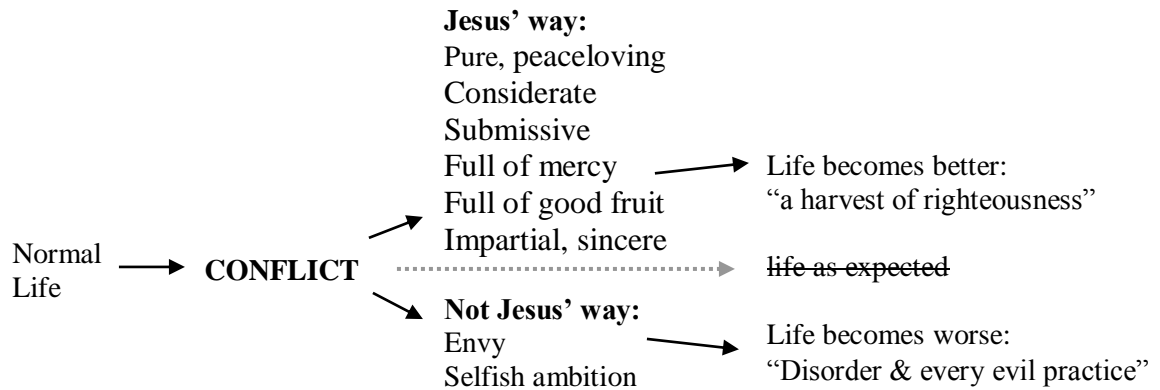 Normal
Life
CONFLICT
Jesus’ way:
Pure, peaceloving
Considerate
Submissive
Full of mercy
Full of good fruit
Impartial, sincere
Life becomes better:
“a harvest of righteousness”
life as expected
Not Jesus’ way:
Envy
Selfish ambition
Life becomes worse:
“Disorder & every evil practice”